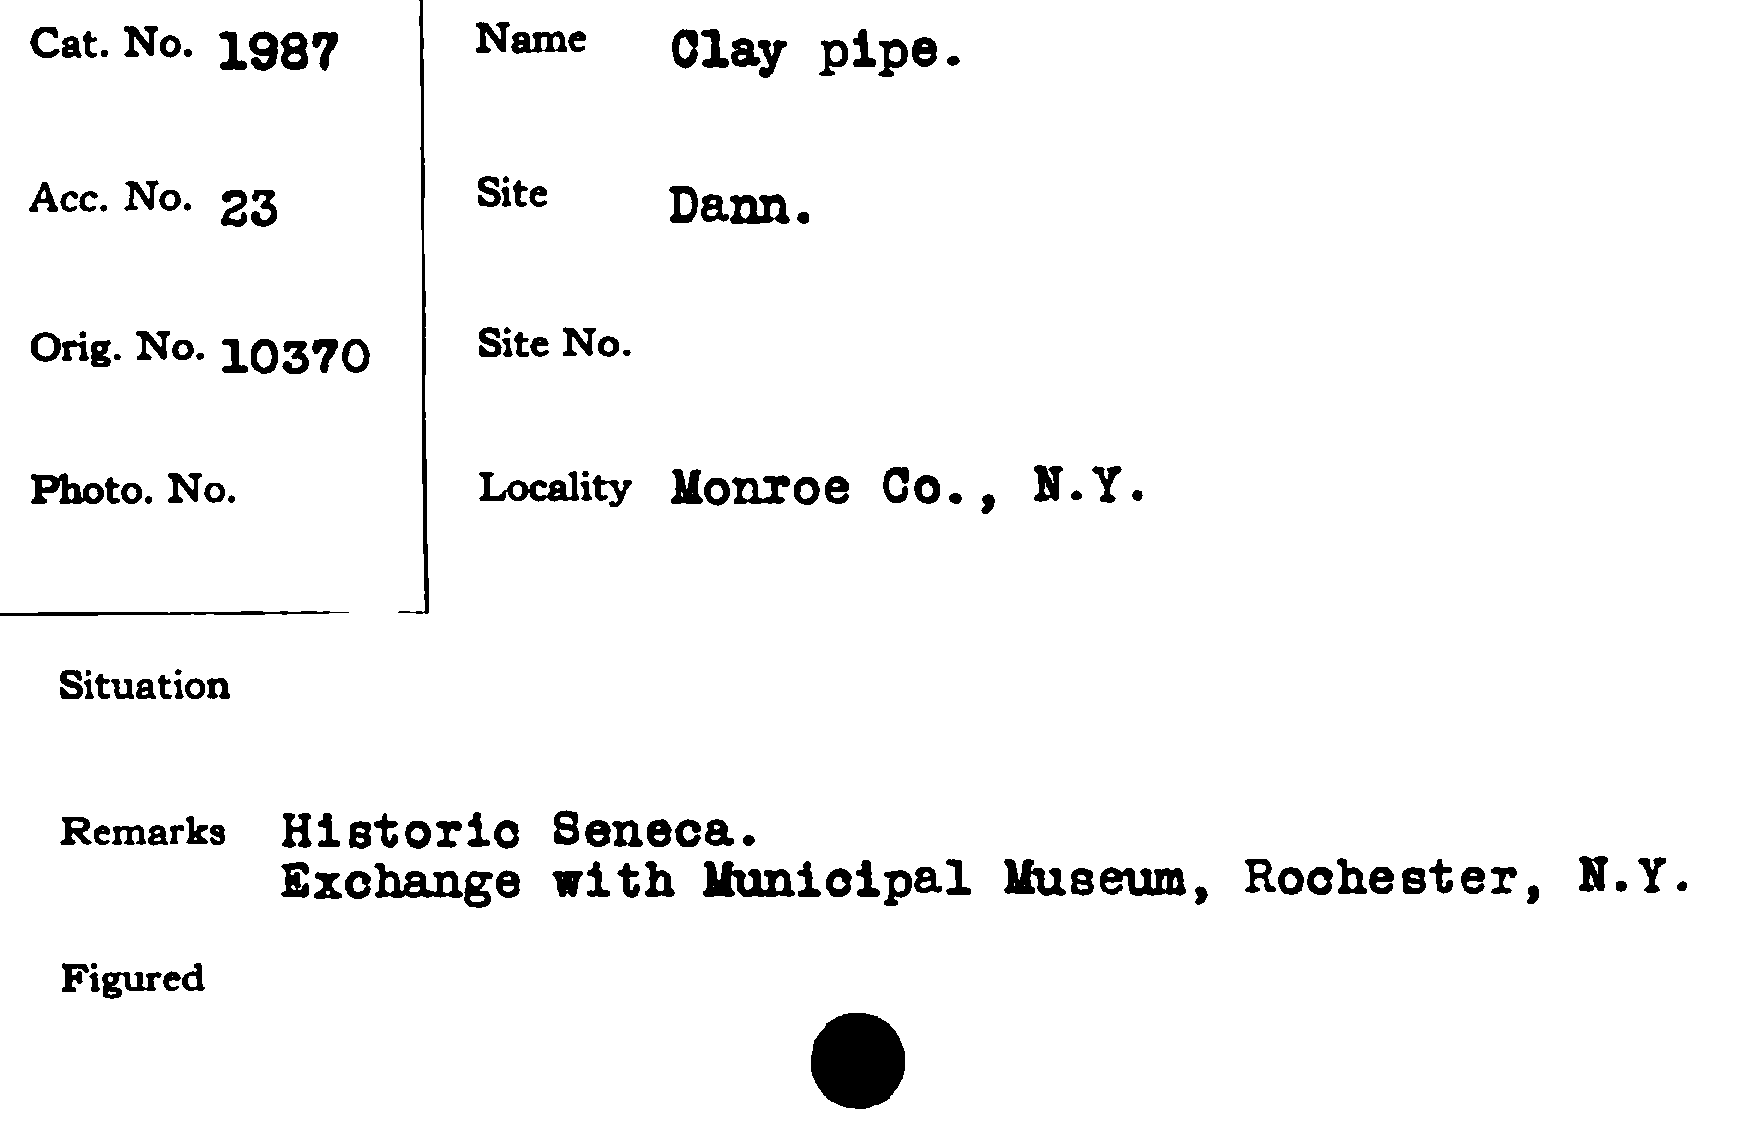 Cat. No. 1987
Name Clay pipe.
Acc. No. 23
Site Dann.
Orig. No. 10370
Site No.
Photo. No.
Locality Monroe Co., N.Y.
Situation
Remarks Historic Seneca.
Exchange with Municipal Museum, Rochester, N.Y.
Figured